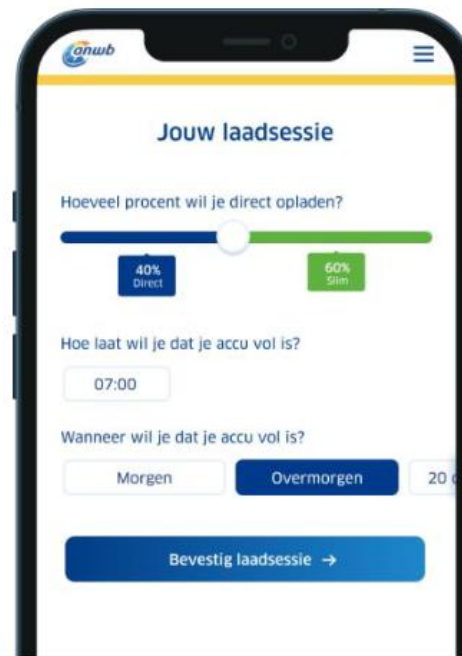 anwb
Jouw laadsessie
Hoeveel procent wil je direct opladen?
40% 60%
Direct Slim
Hoe laat wil je dat je accu vol is?
07:00
Wanneer wil je dat je accu vol is?
Morgen Overmorgen 20
Bevestig laadsessie →